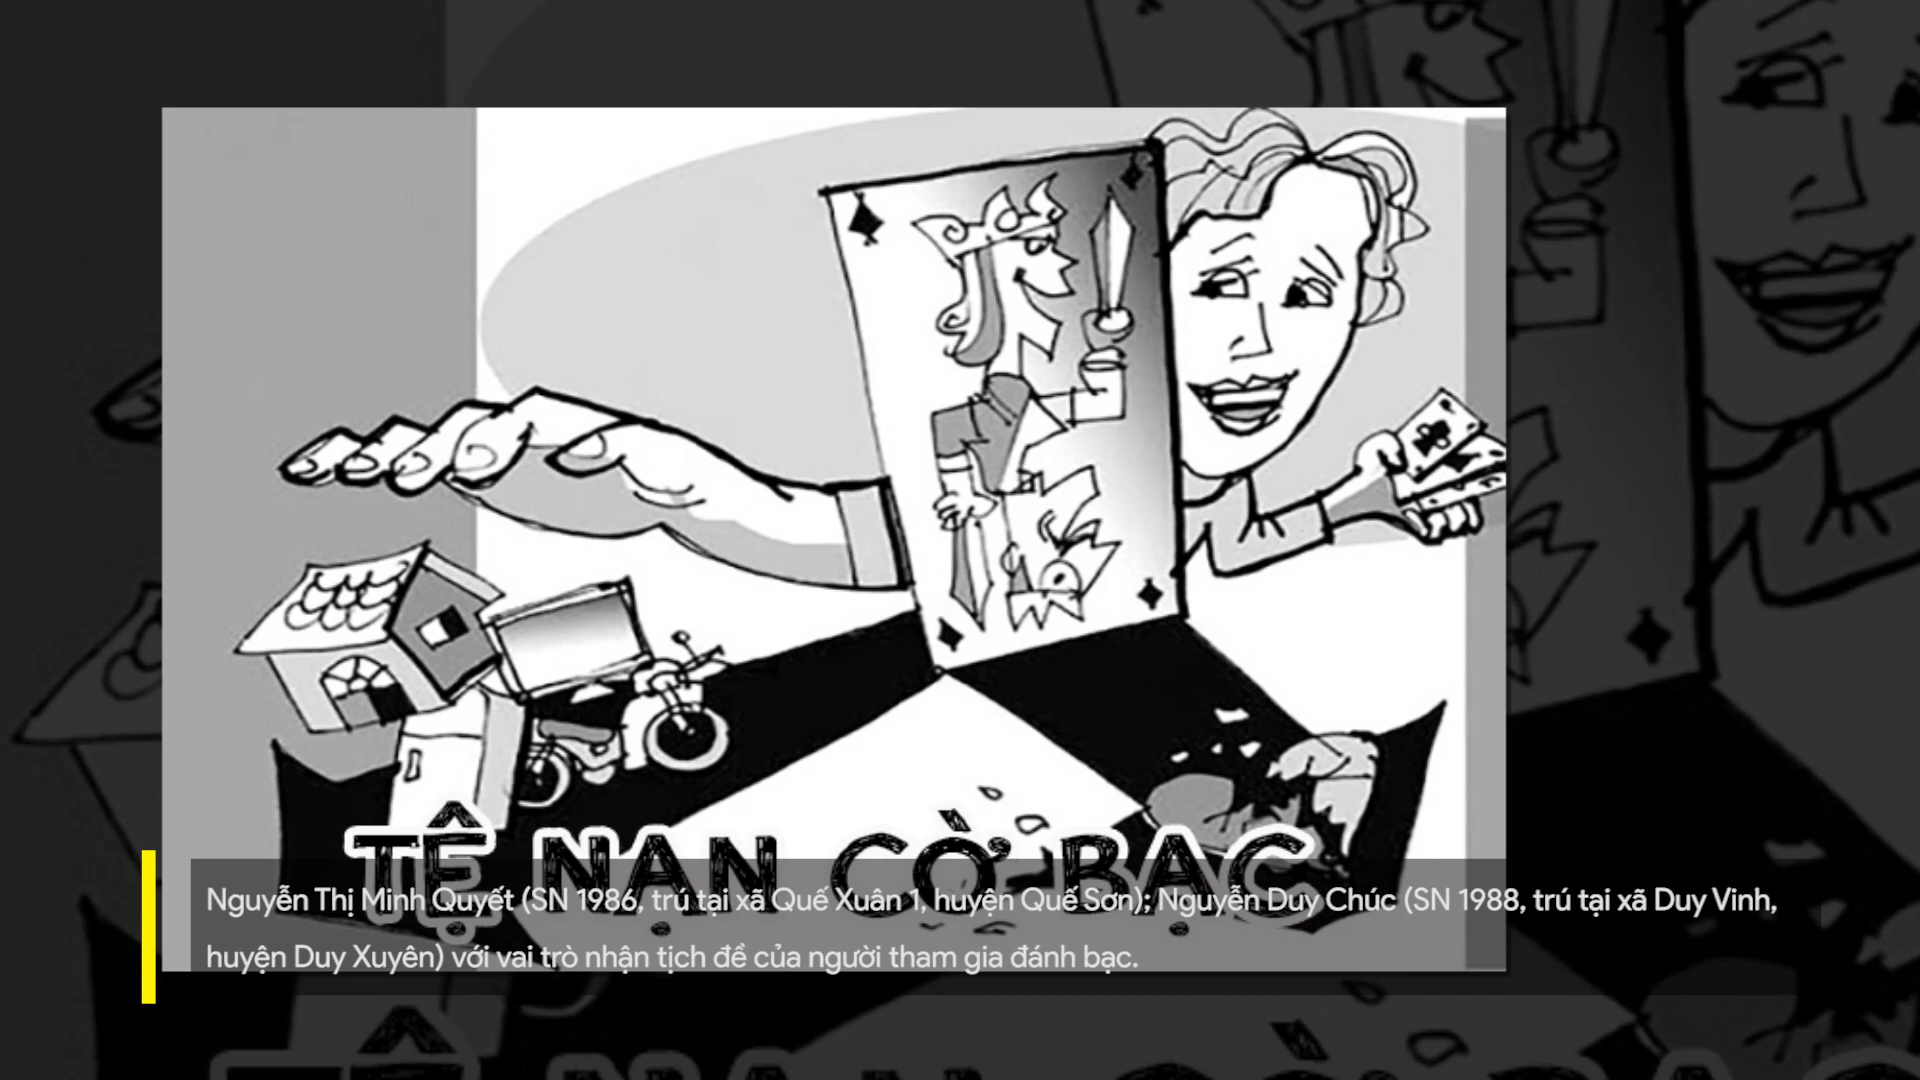 TỆ NẠN CỜ BẠC
Nguyễn Thị Minh Quyết (SN 1986, trú tại xã Quế Xuân 1, huyện Quế Sơn); Nguyễn Duy Chúc (SN 1988, trú tại xã Duy Vinh,
huyện Duy Xuyên) với vai trò nhận tịch đề của người tham gia đánh bạc.